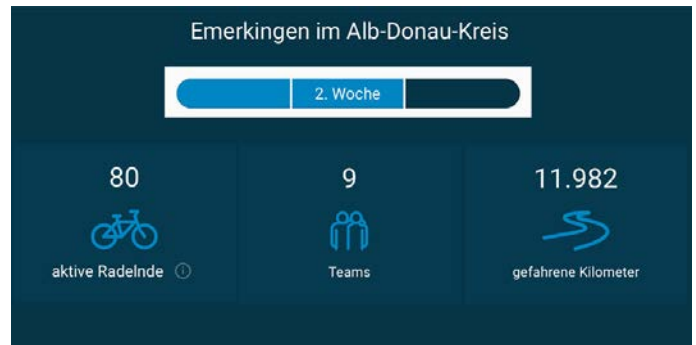 Emerkingen im Alb-Donau-Kreis
2. Woche
80
aktive Radelnde
9
Teams
11.982
gefahrene Kilometer